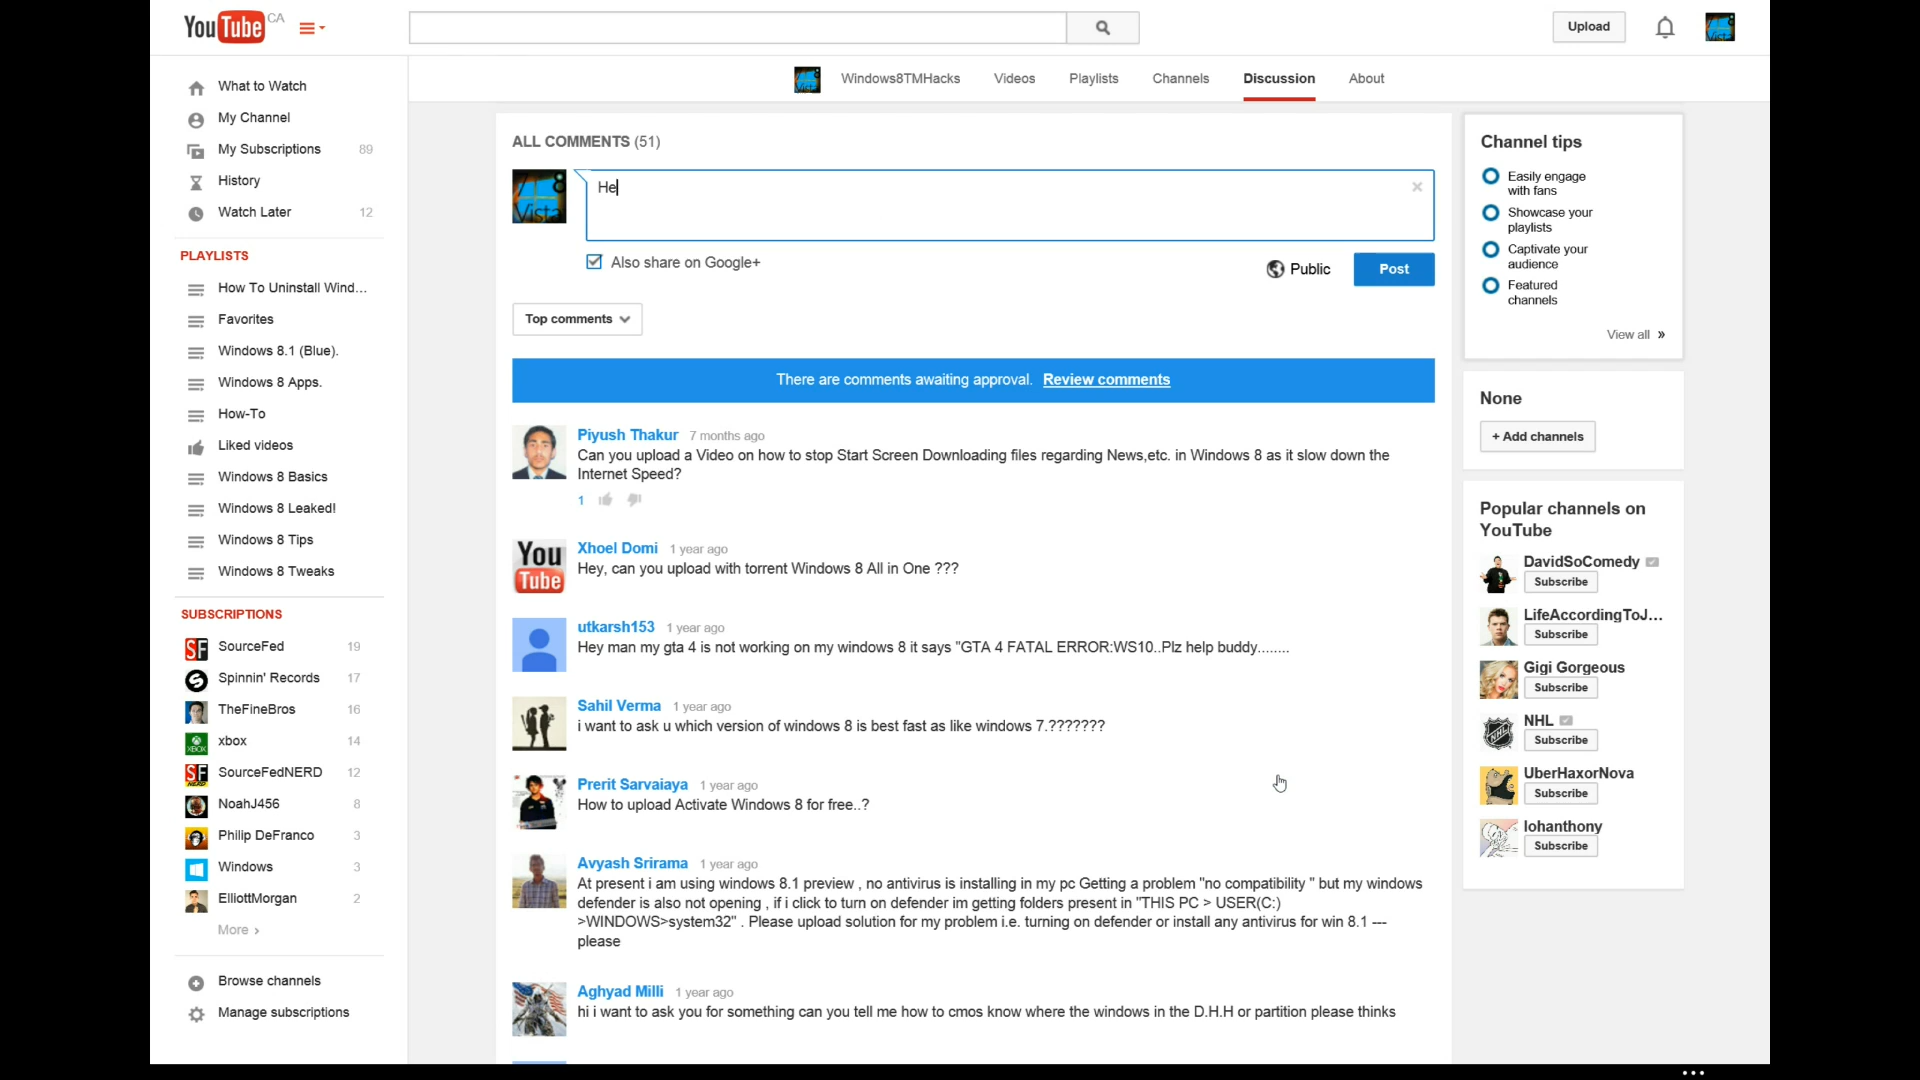 YouTube CA
Upload
What to Watch
My Channel
My Subscriptions 89
History
Watch Later 12
PLAYLISTS
How To Uninstall Wind...
Favorites
Windows 8.1 (Blue).
Windows 8 Apps.
How-To
Liked videos
Windows 8 Basics
Windows 8 Leaked!
Windows 8 Tips
Windows 8 Tweaks
SUBSCRIPTIONS
SourceFed 19
Spinnin' Records 17
TheFineBros 16
xbox 14
SourceFedNERD 12
NoahJ456 8
Philip DeFranco 3
Windows 3
ElliottMorgan 2
More ›
Browse channels
Manage subscriptions
Windows8TMHacks Videos Playlists Channels Discussion About
ALL COMMENTS (51)
He
Also share on Google+
Public Post
Top comments
There are comments awaiting approval. Review comments
Piyush Thakur 7 months ago
Can you upload a Video on how to stop Start Screen Downloading files regarding News,etc. in Windows 8 as it slow down the
Internet Speed?
1
Xhoel Domi 1 year ago
Hey, can you upload with torrent Windows 8 All in One ???
utkarsh153 1 year ago
Hey man my gta 4 is not working on my windows 8 it says "GTA 4 FATAL ERROR:WS10..Plz help buddy........
Sahil Verma 1 year ago
i want to ask u which version of windows 8 is best fast as like windows 7.???????
Prerit Sarvaiaya 1 year ago
How to upload Activate Windows 8 for free..?
Avyash Srirama 1 year ago
At present i am using windows 8.1 preview , no antivirus is installing in my pc Getting a problem "no compatibility " but my windows
defender is also not opening , if i click to turn on defender im getting folders present in "THIS PC > USER(C:)
>WINDOWS>system32" . Please upload solution for my problem i.e. turning on defender or install any antivirus for win 8.1 ---
please
Aghyad Milli 1 year ago
hi i want to ask you for something can you tell me how to cmos know where the windows in the D.H.H or partition please thinks
Channel tips
Easily engage
with fans
Showcase your
playlists
Captivate your
audience
Featured
channels
View all »
None
+ Add channels
Popular channels on
YouTube
DavidSoComedy
Subscribe
LifeAccordingToJ...
Subscribe
Gigi Gorgeous
Subscribe
NHL
Subscribe
UberHaxorNova
Subscribe
lohanthony
Subscribe